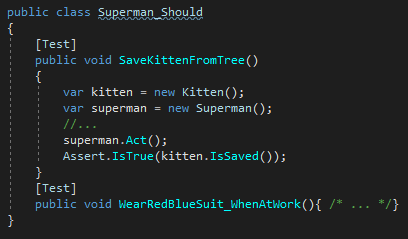 public class Superman_Should
{
    [Test]
    public void SaveKittenFromTree()
    {
        var kitten = new Kitten();
        var superman = new Superman();
        //...
        superman.Act();
        Assert.IsTrue(kitten.IsSaved());
    }
    [Test]
    public void WearRedBlueSuit_WhenAtWork(){ /* ... */}
}